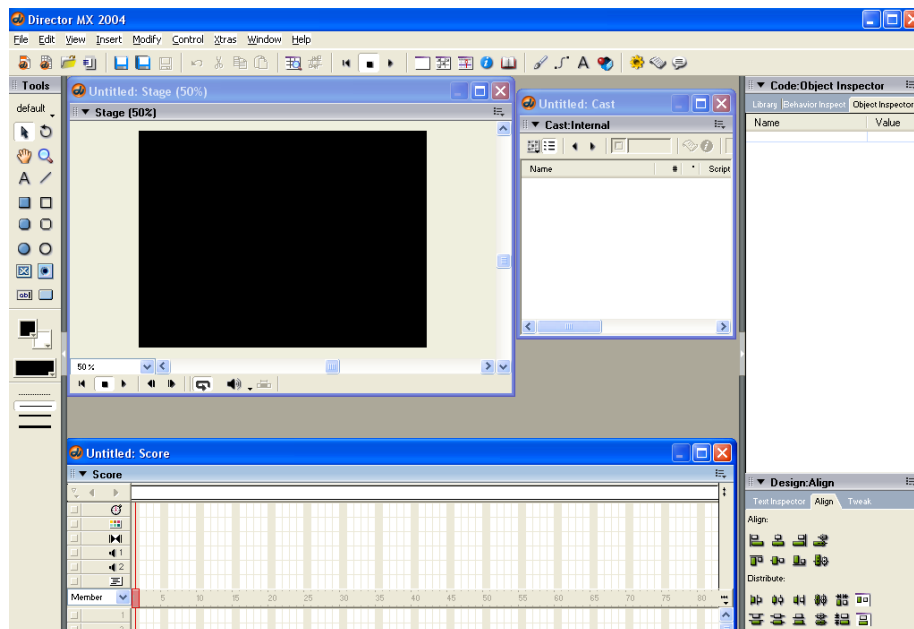 Director MX 2004
File Edit View Insert Modify Control Xtras Window Help
Tools
default
Untitled: Stage (50%)
Stage (50%)
50%
Untitled: Cast
Cast:Internal
Name # * Script
Code:Object Inspector
Library Behavior Inspect Object Inspector
Name Value
Untitled: Score
Score
1
2
Member 5 10 15 20 25 30 35 40 45 50 55 60 65 70 75 80
1
Design:Align
Text Inspector Align Tweak
Align:
Distribute: